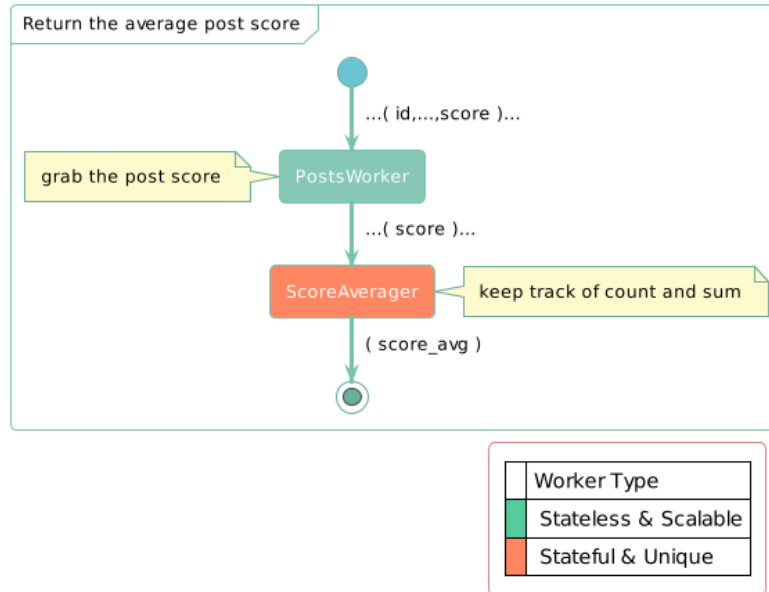 Return the average post score
...( id,...,score )...
grab the post score
PostsWorker
...( score )...
ScoreAverager
keep track of count and sum
( score_avg )
Worker Type
Stateless & Scalable
Stateful & Unique